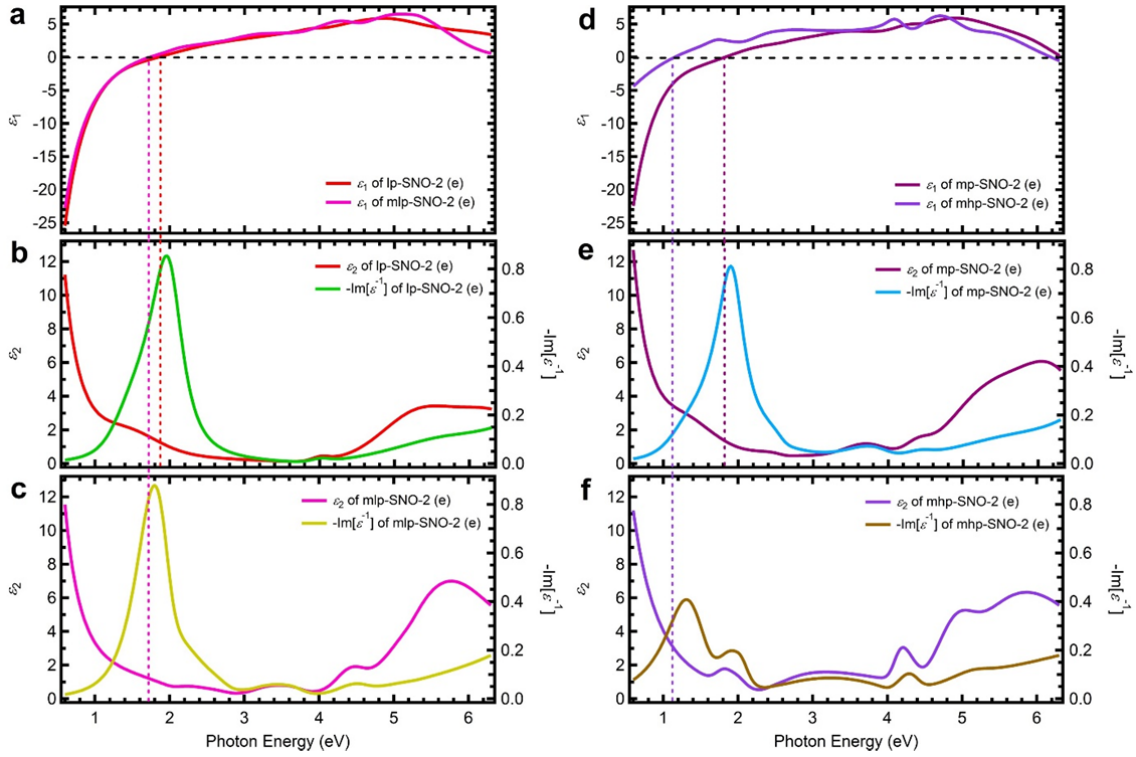 a
5
0
-5
-10
-15
-20
-25
ε1
ε1 of lp-SNO-2 (e)
ε1 of mlp-SNO-2 (e)
b
12
10
8
6
4
2
0
ε2
ε2 of lp-SNO-2 (e)
-Im[ε-1] of lp-SNO-2 (e)
0.8
0.6
0.4
0.2
0.0
-Im[ε-1]
c
12
10
8
6
4
2
0
ε2
ε2 of mlp-SNO-2 (e)
-Im[ε-1] of mlp-SNO-2 (e)
0.8
0.6
0.4
0.2
0.0
-Im[ε-1]
1 2 3 4 5 6
Photon Energy (eV)
d
5
0
-5
-10
-15
-20
-25
ε1
ε1 of mp-SNO-2 (e)
ε1 of mhp-SNO-2 (e)
e
12
10
8
6
4
2
0
ε2
ε2 of mp-SNO-2 (e)
-Im[ε-1] of mp-SNO-2 (e)
0.8
0.6
0.4
0.2
0.0
-Im[ε-1]
f
12
10
8
6
4
2
0
ε2
ε2 of mhp-SNO-2 (e)
-Im[ε-1] of mhp-SNO-2 (e)
0.8
0.6
0.4
0.2
0.0
-Im[ε-1]
1 2 3 4 5 6
Photon Energy (eV)